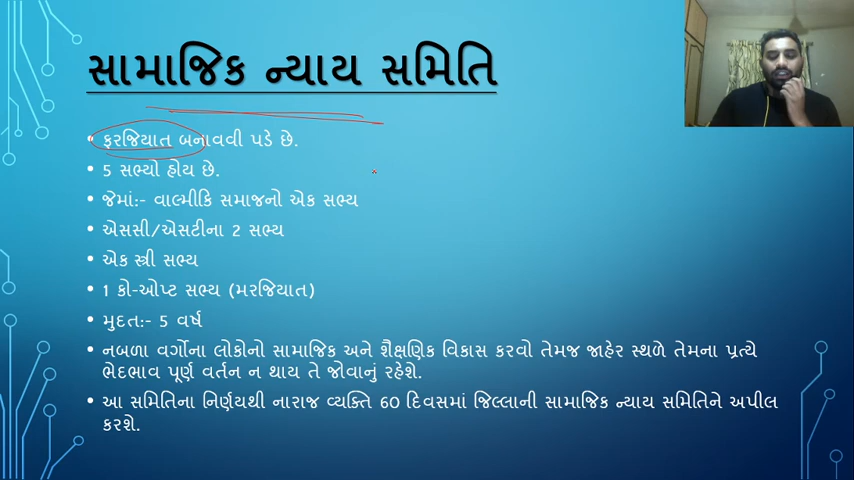 સામાજિક ન્યાય સમિતિ
ફરજિયાત બનાવવી પડે છે.
5 સભ્યો હોય છે.
જેમાં:- વાલ્મીકિ સમાજનો એક સભ્ય
એસસી/એસટીના 2 સભ્ય
એક સ્ત્રી સભ્ય
1 કો-ઓપ્ટ સભ્ય (મરજિયાત)
મુદત:- 5 વર્ષ
નબળા વર્ગોના લોકોનો સામાજિક અને શૈક્ષણિક વિકાસ કરવો તેમજ જાહેર સ્થળે તેમના પ્રત્યે
ભેદભાવ પૂર્ણ વર્તન ન થાય તે જોવાનું રહેશે.
આ સમિતિના નિર્ણયથી નારાજ વ્યક્તિ 60 દિવસમાં જિલ્લાની સામાજિક ન્યાય સમિતિને અપીલ
કરશે.